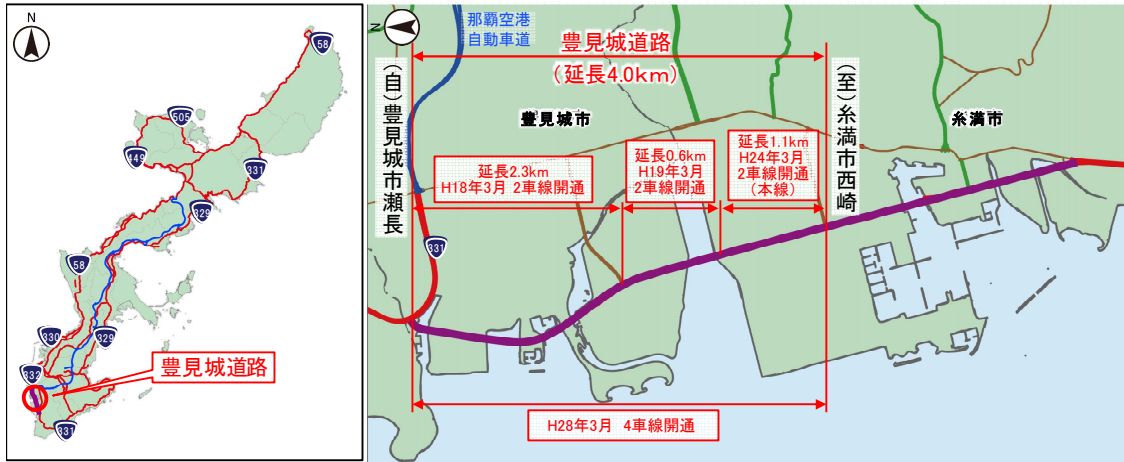 N
58
505
449
331
329
58
330
329
332
豊見城道路
331
N
那覇空港
自動車道
豊見城道路
(延長4.0km)
(自)豊見城市瀬長
(至)糸満市西崎
豊見城市
糸満市
延長2.3km
H18年3月 2車線開通
延長0.6km
H19年3月
2車線開通
延長1.1km
H24年3月
2車線開通
(本線)
331
H28年3月 4車線開通